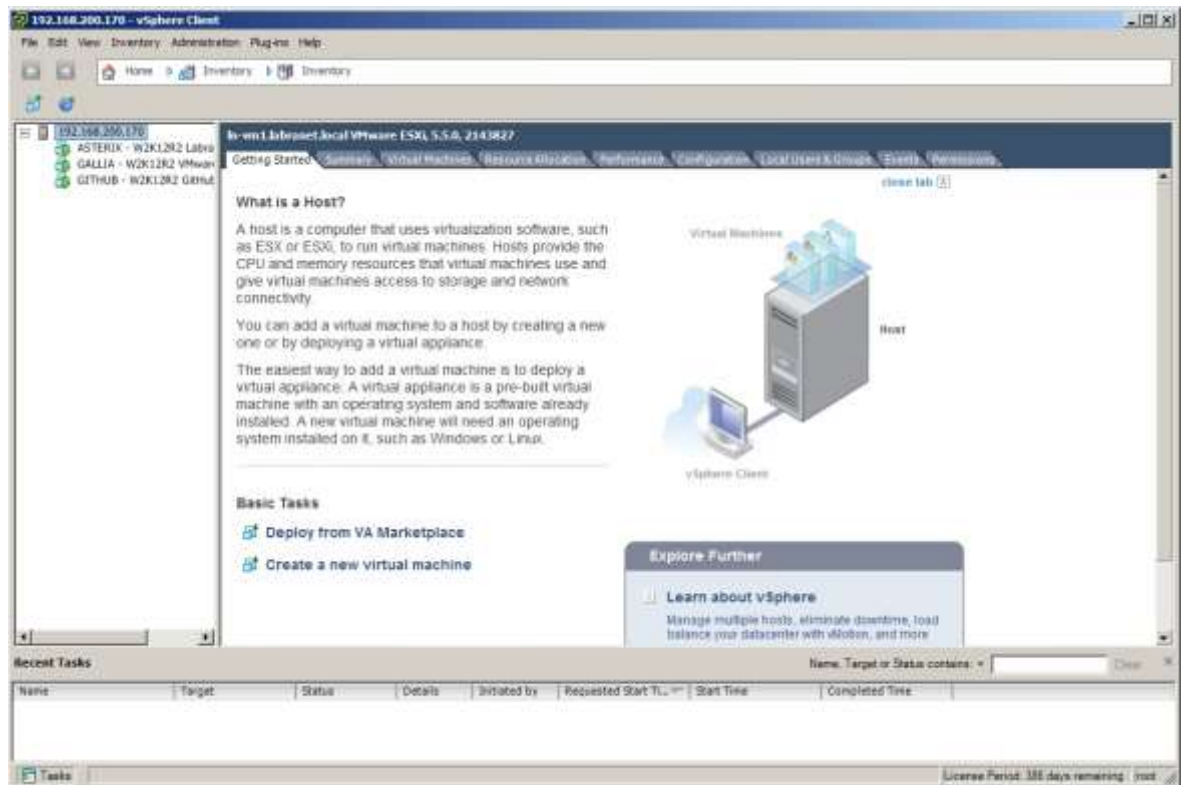 192.168.200.170 - vSphere Client
File Edit View Inventory Administration Plug-ins Help
Home Inventory Inventory
192.168.200.170
ASTERIX - W2K12R2 Labra
GALLIA - W2K12R2 VMwar
GITHUB - W2K12R2 GitHut
ln-vm1.labranet.local VMware ESXi, 5.5.0, 2143827
Getting Started Summary Virtual Machines Resource Allocation Performance Configuration Local Users & Groups Events Permissions
close tab
What is a Host?
A host is a computer that uses virtualization software, such
as ESX or ESXi, to run virtual machines. Hosts provide the
CPU and memory resources that virtual machines use and
give virtual machines access to storage and network
connectivity.
You can add a virtual machine to a host by creating a new
one or by deploying a virtual appliance.
The easiest way to add a virtual machine is to deploy a
virtual appliance. A virtual appliance is a pre-built virtual
machine with an operating system and software already
installed. A new virtual machine will need an operating
system installed on it, such as Windows or Linux.
Virtual Machines
Host
vSphere Client
Basic Tasks
Deploy from VA Marketplace
Create a new virtual machine
Explore Further
Learn about vSphere
Manage multiple hosts, eliminate downtime, load
balance your datacenter with vMotion, and more
Recent Tasks
Name, Target or Status contains:
Clear
Name Target Status Details Initiated by Requested Start Ti... Start Time Completed Time
Tasks
License Period: days remaining root